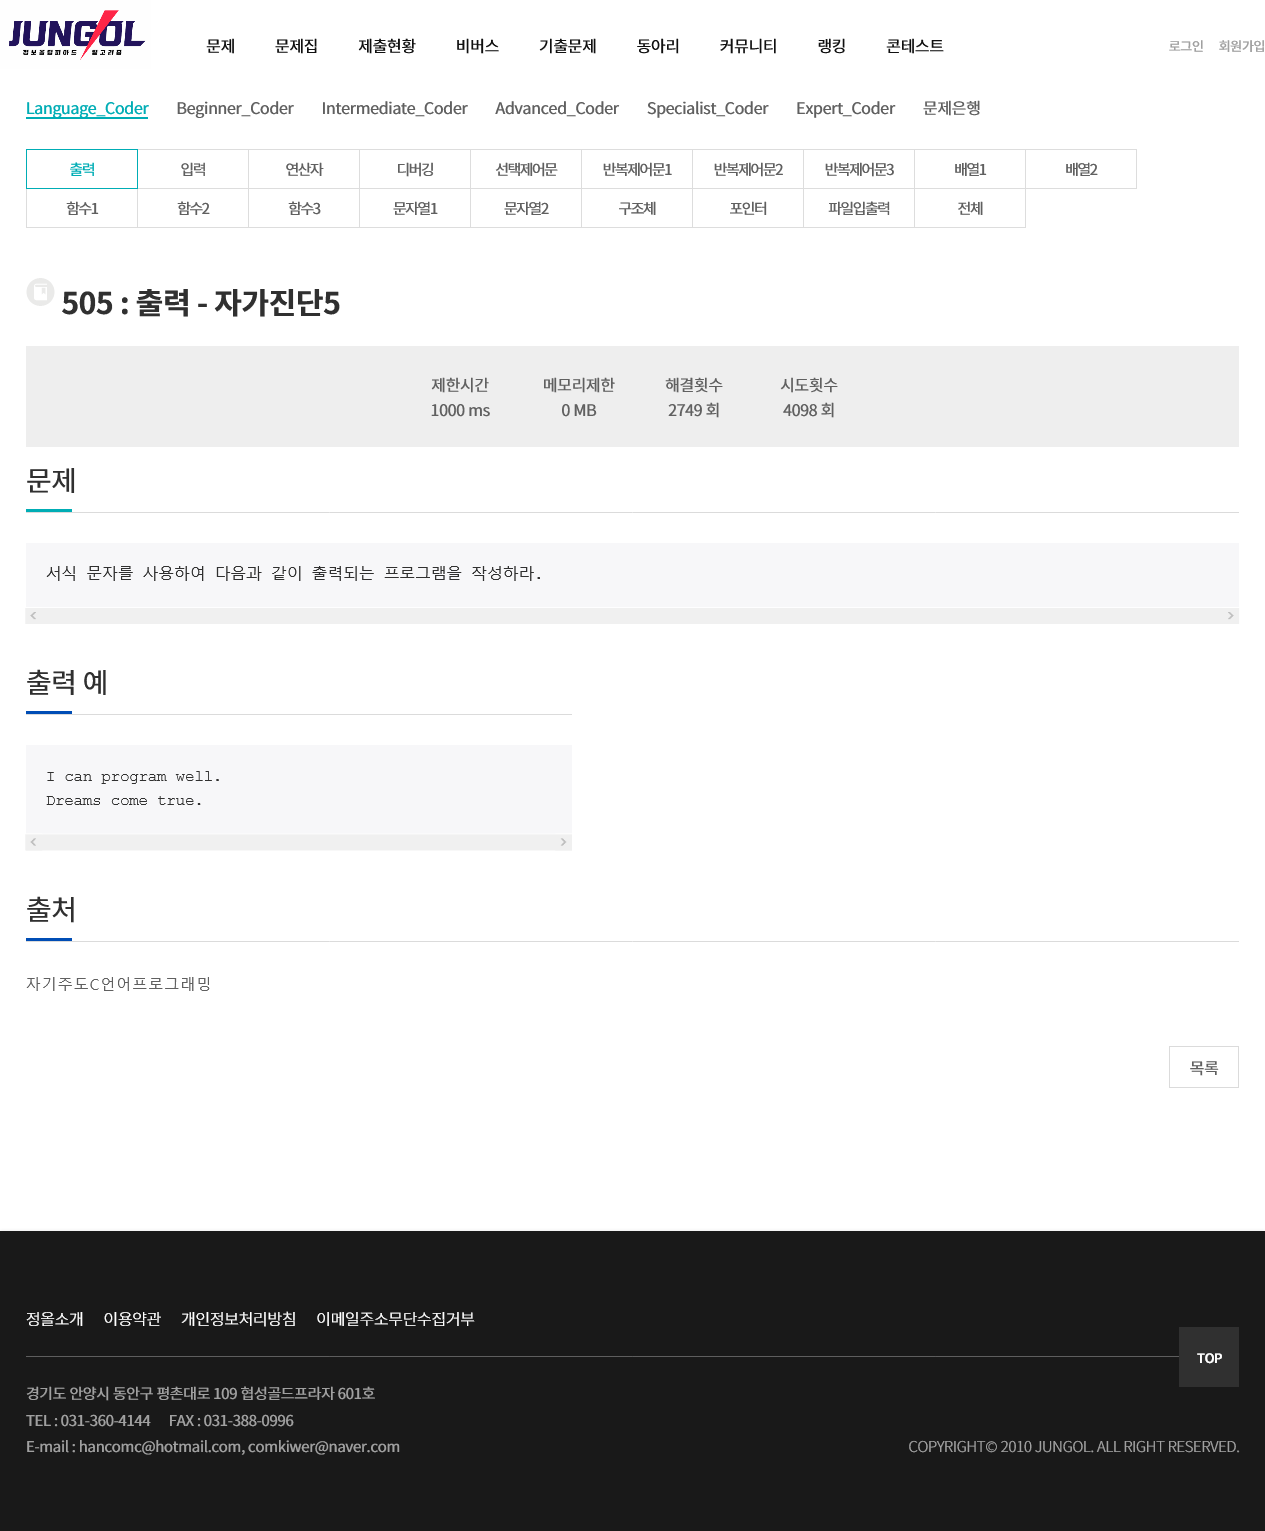 JUNGOL
정보올림피아드 알고리즘
문제 문제집 제출현황 비버스 기출문제 동아리 커뮤니티 랭킹 콘테스트
로그인 회원가입
Language_Coder Beginner_Coder Intermediate_Coder Advanced_Coder Specialist_Coder Expert_Coder 문제은행
출력 입력 연산자 디버깅 선택제어문 반복제어문1 반복제어문2 반복제어문3 배열1 배열2
함수1 함수2 함수3 문자열1 문자열2 구조체 포인터 파일입출력 전체
505 : 출력 - 자가진단5
제한시간 메모리제한 해결횟수 시도횟수
1000 ms 0 MB 2749 회 4098 회
문제
서식 문자를 사용하여 다음과 같이 출력되는 프로그램을 작성하라.
출력 예
I can program well.
Dreams come true.
출처
자기주도C언어프로그래밍
목록
정올소개 이용약관 개인정보처리방침 이메일주소무단수집거부
TOP
경기도 안양시 동안구 평촌대로 109 협성골드프라자 601호
TEL : 031-360-4144 FAX : 031-388-0996
E-mail : hancomc@hotmail.com, comkiwer@naver.com
COPYRIGHT© 2010 JUNGOL. ALL RIGHT RESERVED.